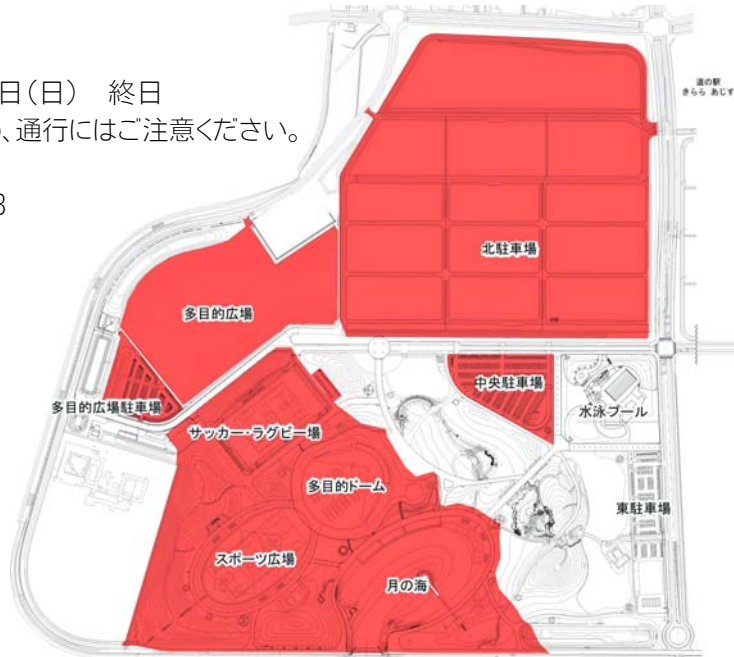 日(日) 終日
、通行にはご注意ください。
道の駅
きらら あじす
北駐車場
多目的広場
中央駐車場
多目的広場駐車場
水泳プール
サッカー・ラグビー場
多目的ドーム
東駐車場
スポーツ広場
月の海